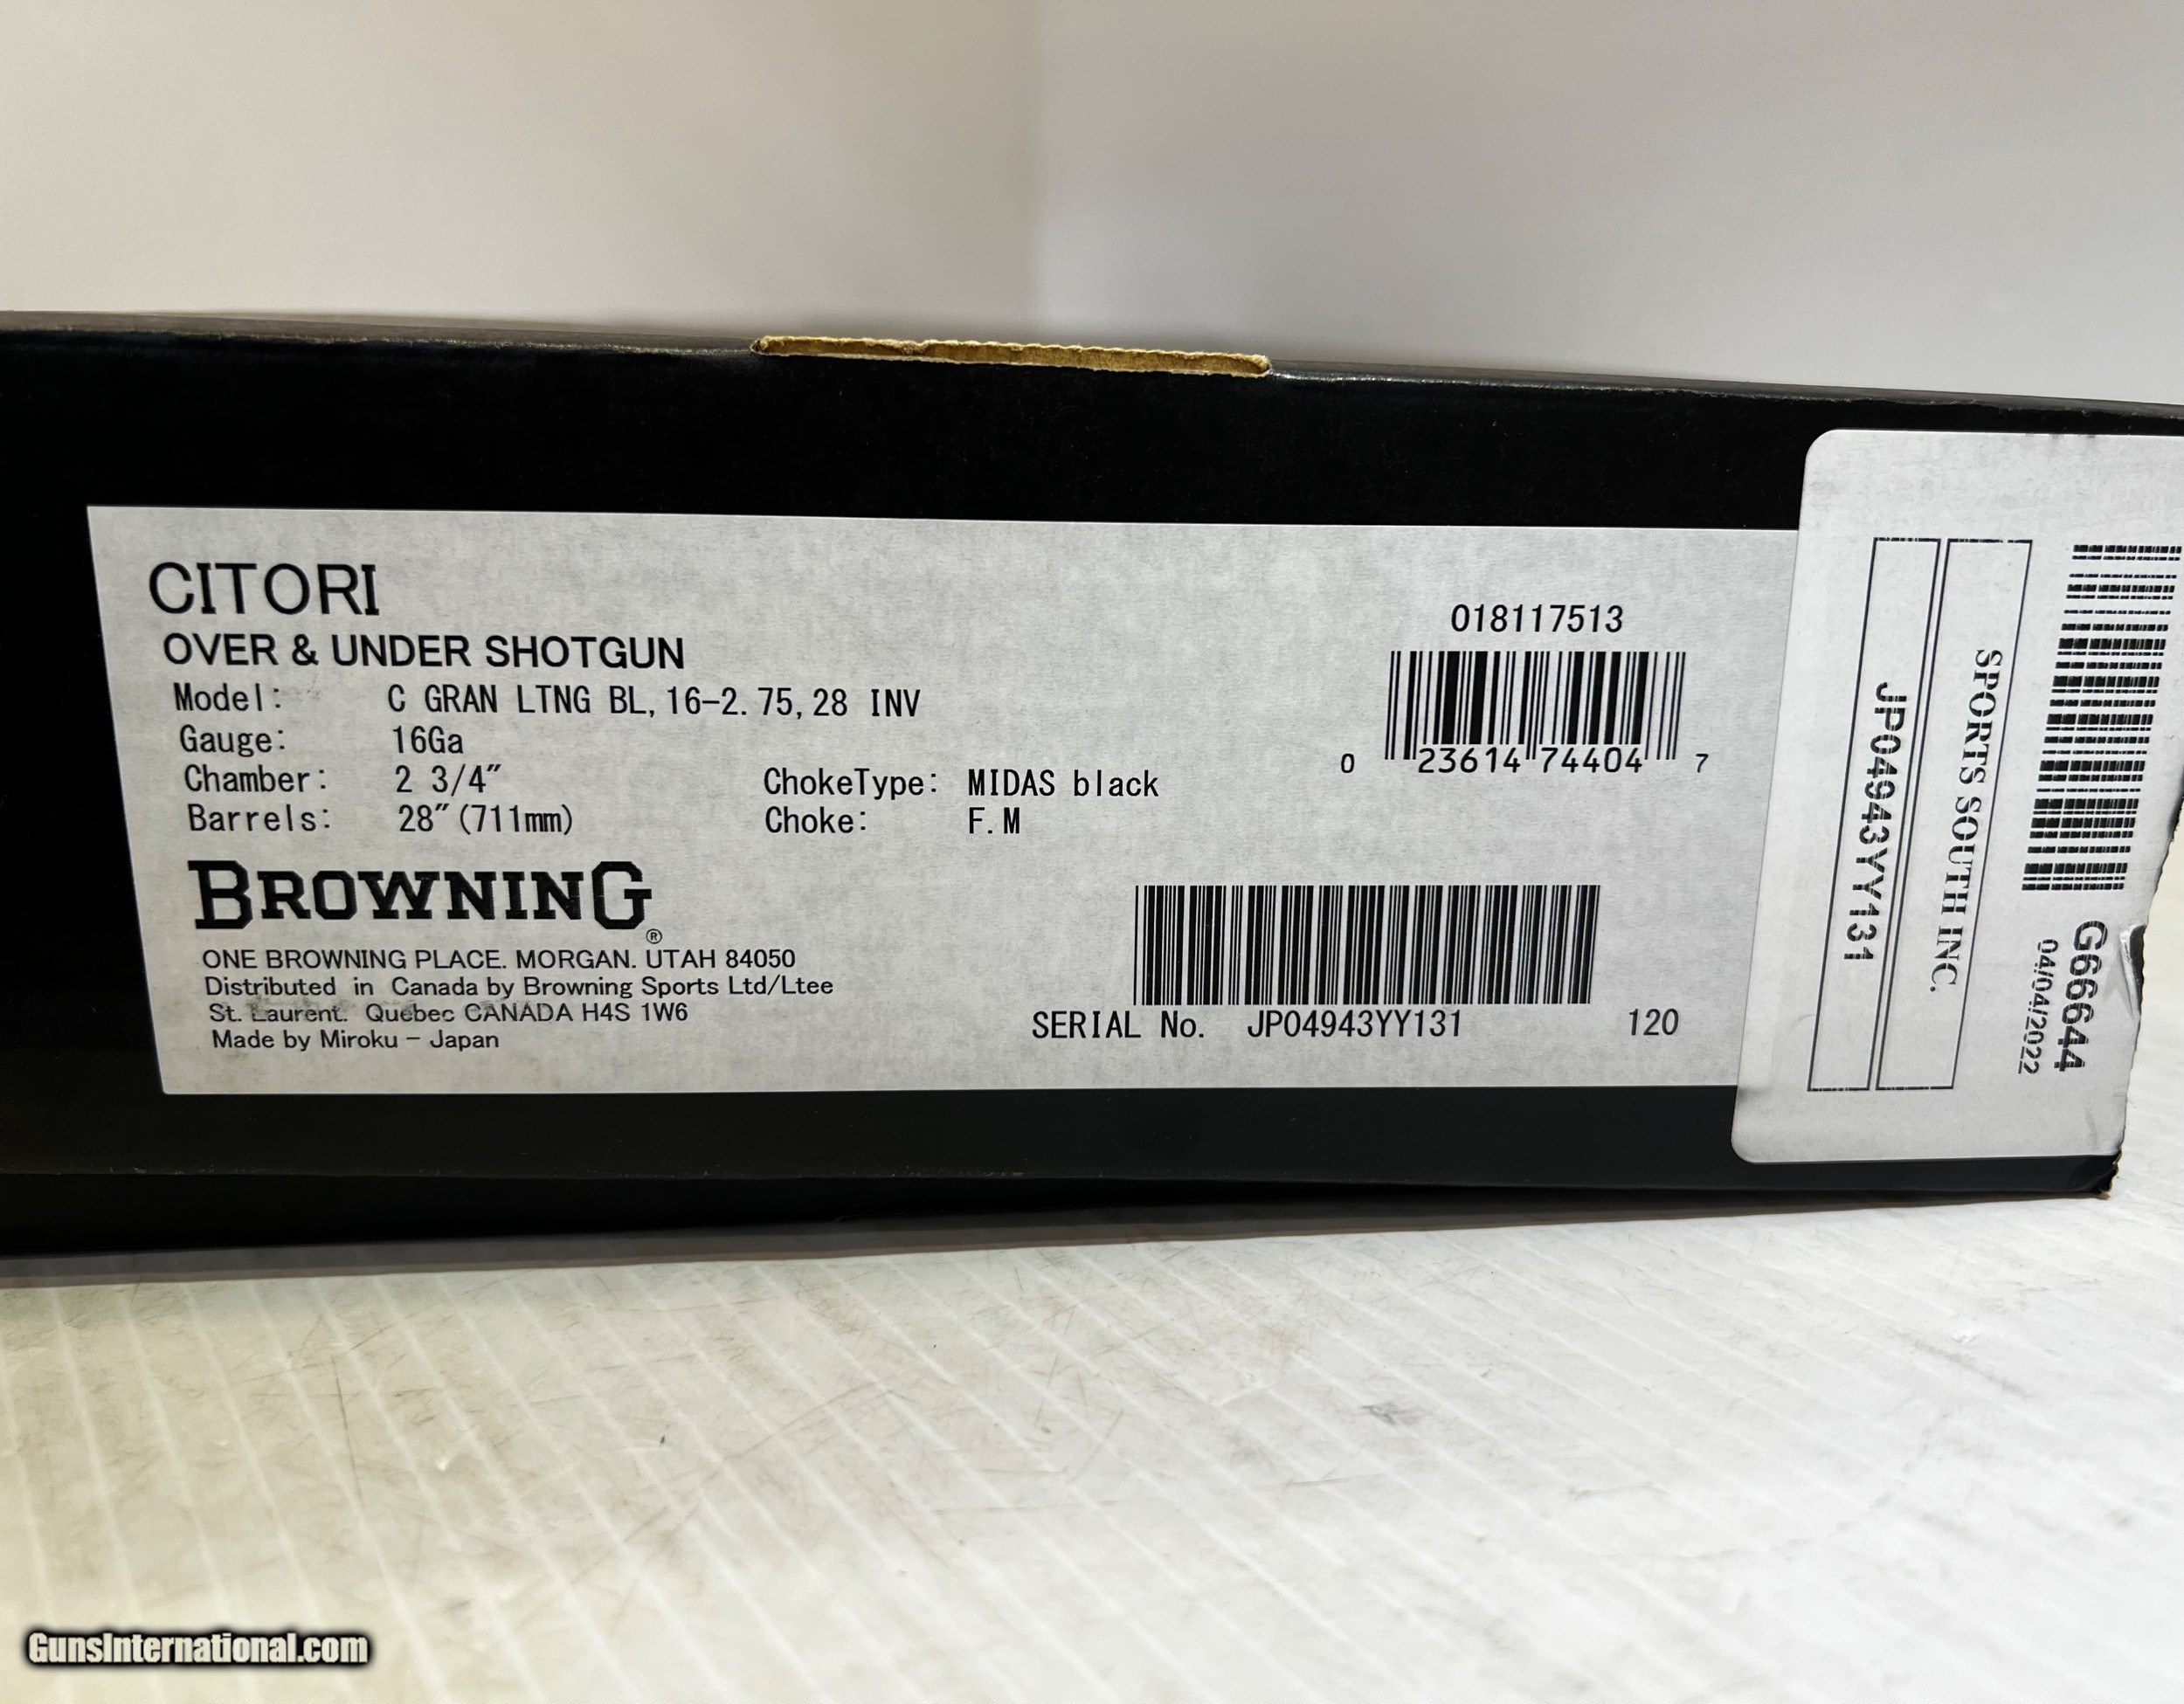 CITORI
OVER & UNDER SHOTGUN
Model: C GRAN LTNG BL,16-2.75,28 INV
Gauge: 16Ga
Chamber: 2 3/4" ChokeType: MIDAS black
Barrels: 28"(711mm) Choke: F.M
BROWNING®
ONE BROWNING PLACE. MORGAN. UTAH 84050
Distributed in Canada by Browning Sports Ltd/Ltee
St. Laurent. Quebec CANADA H4S 1W6
Made by Miroku - Japan
018117513
0 23614 74404 7
SERIAL No. JP04943YY131 120
JP04943YY131
SPORTS SOUTH INC.
G66644
04/04/2022
GunsInternational.com